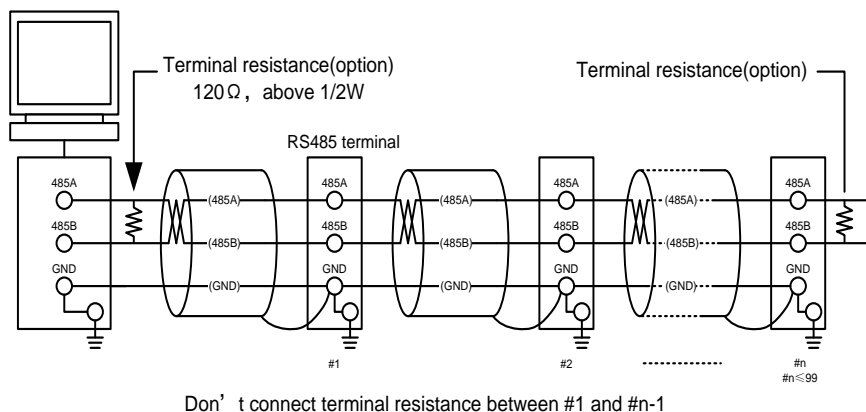 Terminal resistance(option)
120Ω, above 1/2W
Terminal resistance(option)
RS485 terminal
485A
(485A)
485A
(485A)
485A
(485A)
485A
485B
(485B)
485B
(485B)
485B
(485B)
485B
GND
(GND)
GND
(GND)
GND
(GND)
GND
#1
#2
#n
#n≤99
Don't connect terminal resistance between #1 and #n-1